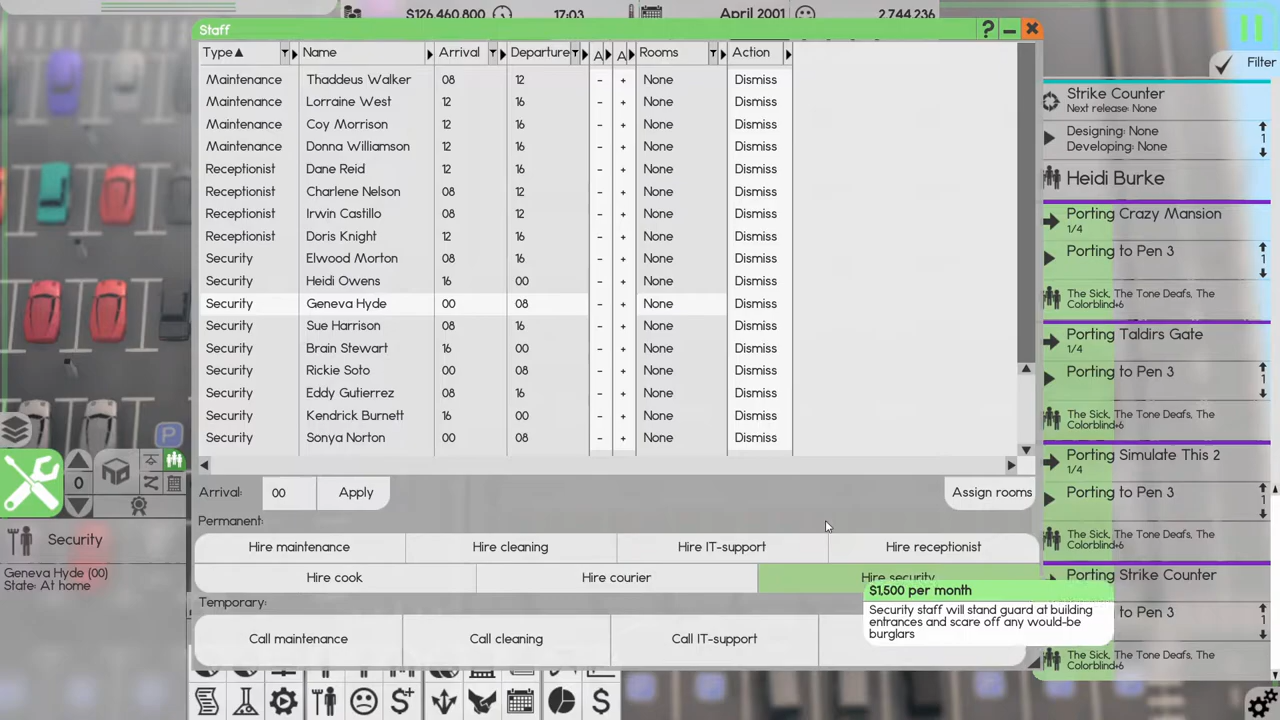 $126 460 800 17:03 April 2001 2 744 236
Staff
?
Filter
Type Name Arrival Departure A A Rooms Action
Maintenance Thaddeus Walker 08 12 - + None Dismiss
Maintenance Lorraine West 12 16 - + None Dismiss
Maintenance Coy Morrison 12 16 - + None Dismiss
Maintenance Donna Williamson 12 16 - + None Dismiss
Receptionist Dane Reid 12 16 - + None Dismiss
Receptionist Charlene Nelson 08 12 - + None Dismiss
Receptionist Irwin Castillo 08 12 - + None Dismiss
Receptionist Doris Knight 12 16 - + None Dismiss
Security Elwood Morton 08 16 - + None Dismiss
Security Heidi Owens 16 00 - + None Dismiss
Security Geneva Hyde 00 08 - + None Dismiss
Security Sue Harrison 08 16 - + None Dismiss
Security Brain Stewart 16 00 - + None Dismiss
Security Rickie Soto 00 08 - + None Dismiss
Security Eddy Gutierrez 08 16 - + None Dismiss
Security Kendrick Burnett 16 00 - + None Dismiss
Security Sonya Norton 00 08 - + None Dismiss
Arrival: 00 Apply Assign rooms
Permanent:
Hire maintenance Hire cleaning Hire IT-support Hire receptionist
Hire cook Hire courier Hire security
$1,500 per month
Security staff will stand guard at building
entrances and scare off any would-be
burglars
Temporary:
Call maintenance Call cleaning Call IT-support
P
0
Security
Geneva Hyde (00)
State: At home
Strike Counter
Next release: None
Designing: None
Developing: None
1
Heidi Burke
Porting Crazy Mansion
1/4
Porting to Pen 3
1
The Sick, The Tone Deafs, The
Colorblind+6
Porting Taldirs Gate
1/4
Porting to Pen 3
1
The Sick, The Tone Deafs, The
Colorblind+6
Porting Simulate This 2
1/4
Porting to Pen 3
1
The Sick, The Tone Deafs, The
Colorblind+6
Porting Strike Counter
to Pen 3
1
The Sick, The Tone Deafs, The
Colorblind+6